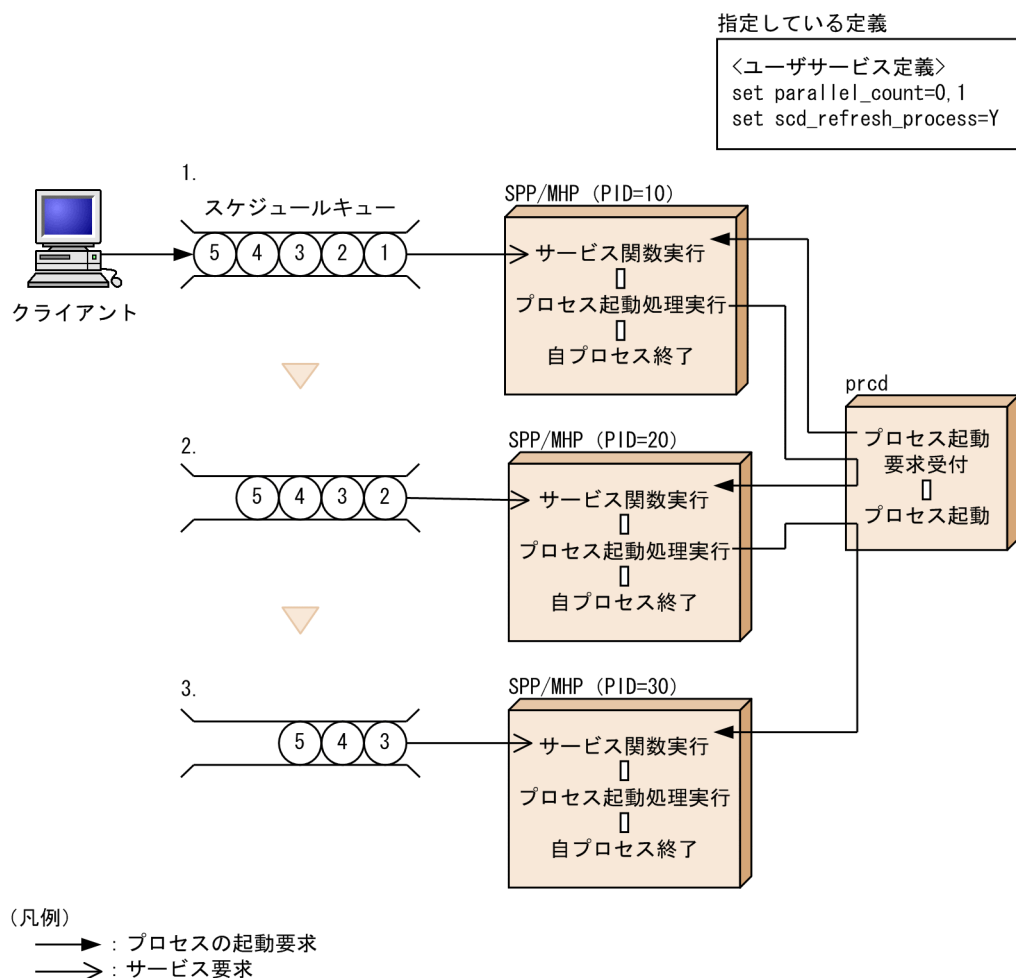 指定している定義
<ユーザサービス定義>
set parallel_count=0,1
set scd_refresh_process=Y
1.
スケジュールキュー
5 4 3 2 1
クライアント
SPP/MHP (PID=10)
サービス関数実行
プロセス起動処理実行
自プロセス終了
prcd
プロセス起動
要求受付
プロセス起動
2.
5 4 3 2
SPP/MHP (PID=20)
サービス関数実行
プロセス起動処理実行
自プロセス終了
3.
5 4 3
SPP/MHP (PID=30)
サービス関数実行
プロセス起動処理実行
自プロセス終了
(凡例)
: プロセスの起動要求
: サービス要求